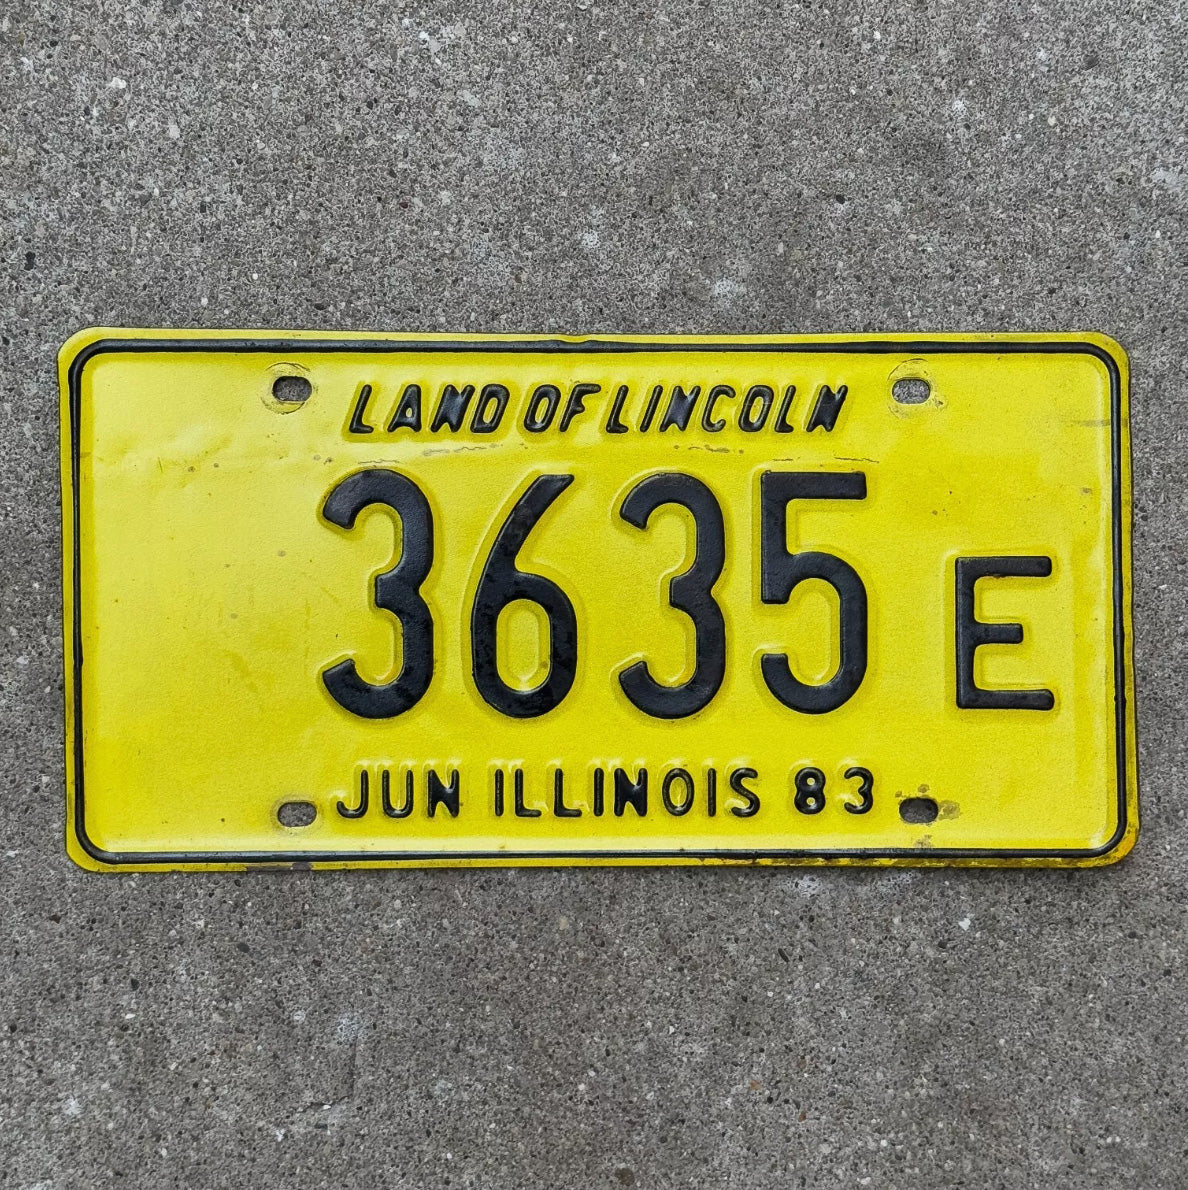 LAND OF LINCOLN
3635 E
JUN ILLINOIS 83